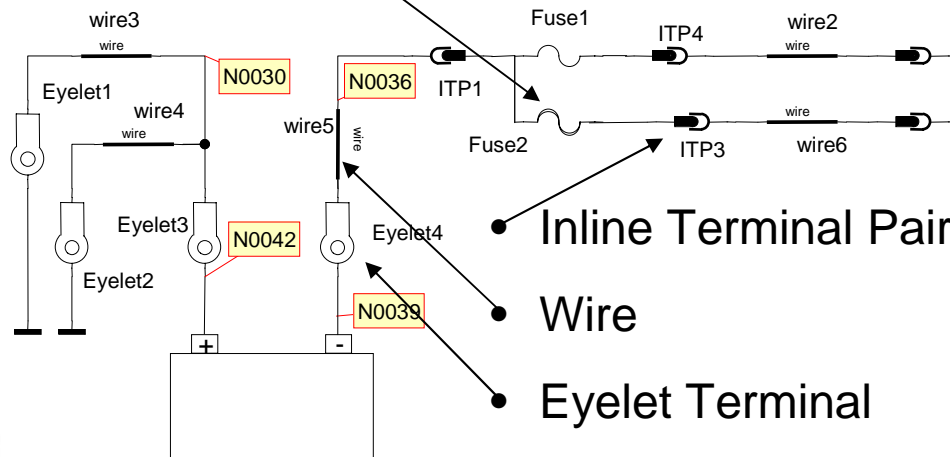 wire3
wire
Fuse1
wire2
wire
ITP4
N0030
N0036
ITP1
Eyelet1
wire4
wire
wire5
wire
Fuse2
ITP3
wire
wire6
Eyelet3
N0042
Eyelet4
Inline Terminal Pair
Eyelet2
N0039
Wire
+
-
Eyelet Terminal